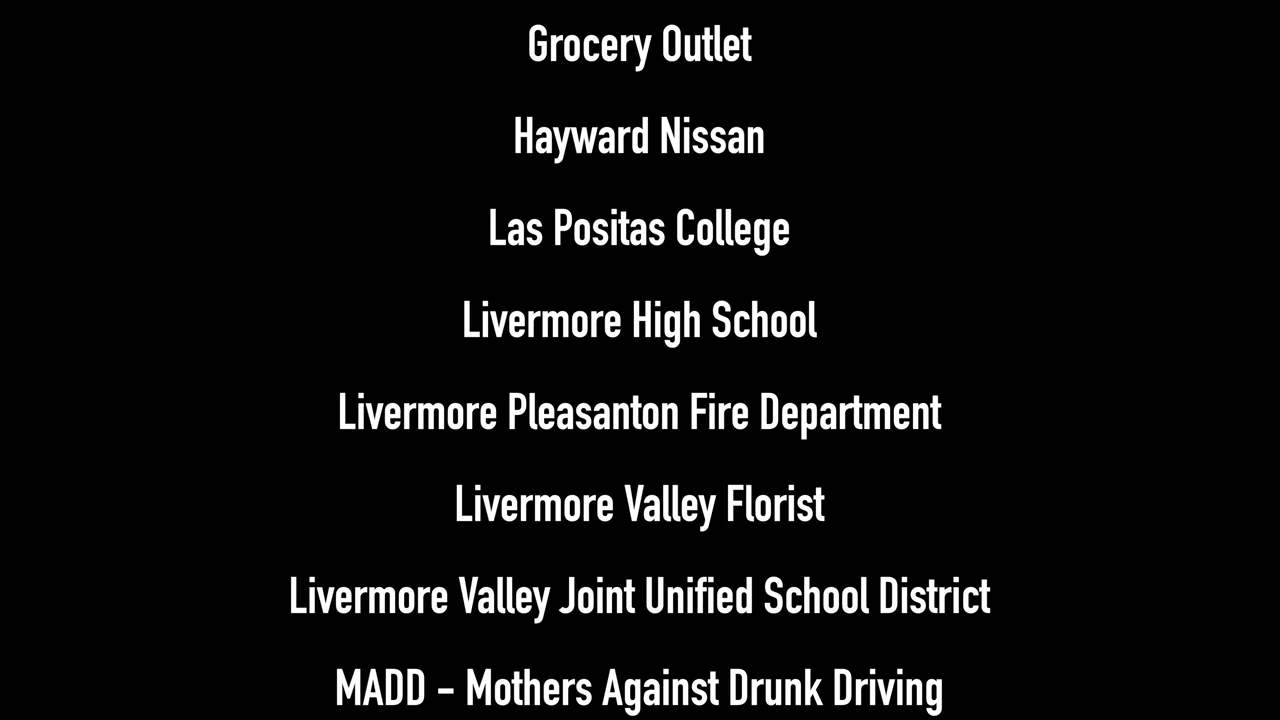 Grocery Outlet
Hayward Nissan
Las Positas College
Livermore High School
Livermore Pleasanton Fire Department
Livermore Valley Florist
Livermore Valley Joint Unified School District
MADD - Mothers Against Drunk Driving